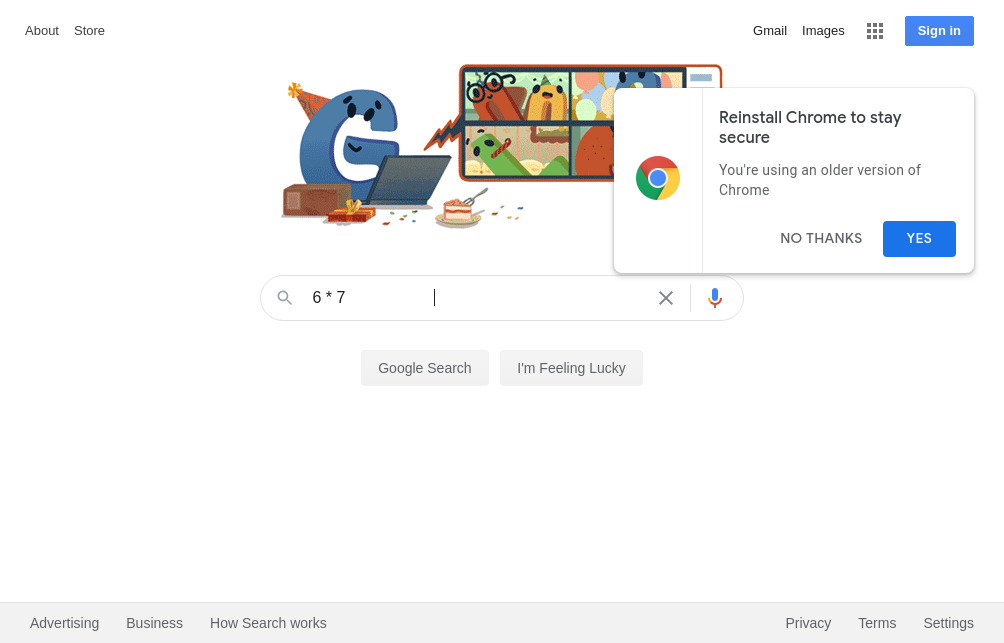 About Store Gmail Images Sign in
Reinstall Chrome to stay
secure
You're using an older version of
Chrome
NO THANKS YES
6 * 7
Google Search I'm Feeling Lucky
Advertising Business How Search works Privacy Terms Settings